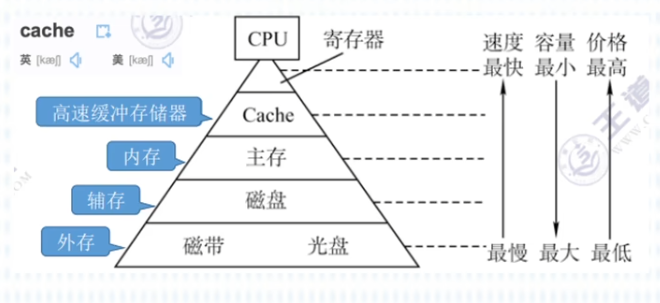 cache
英 [kæʃ] 美 [kæʃ]
CPU
寄存器
速度 容量 价格
最快 最小 最高
高速缓冲存储器
Cache
内存
主存
辅存
磁盘
外存
磁带 光盘
最慢 最大 最低
王道